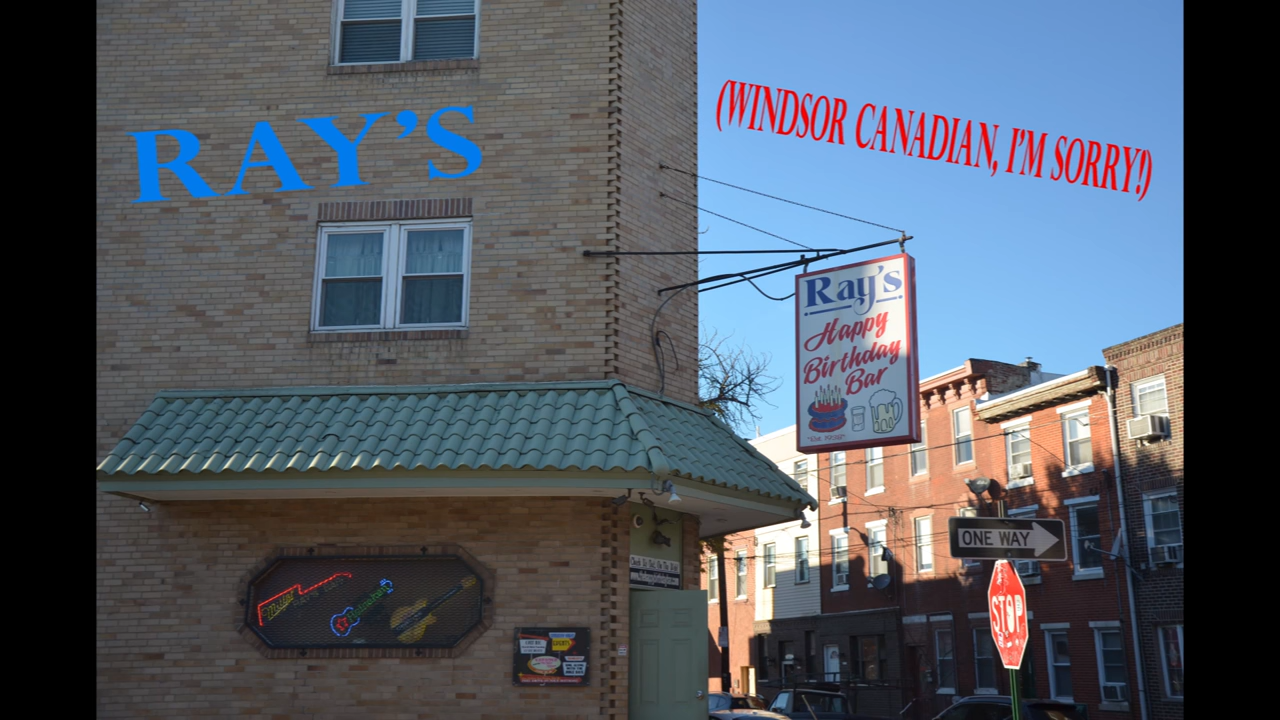 RAY'S
(WINDSOR CANADIAN, I'M SORRY!)
Ray's
Happy
Birthday
Bar
ONE WAY
STOP